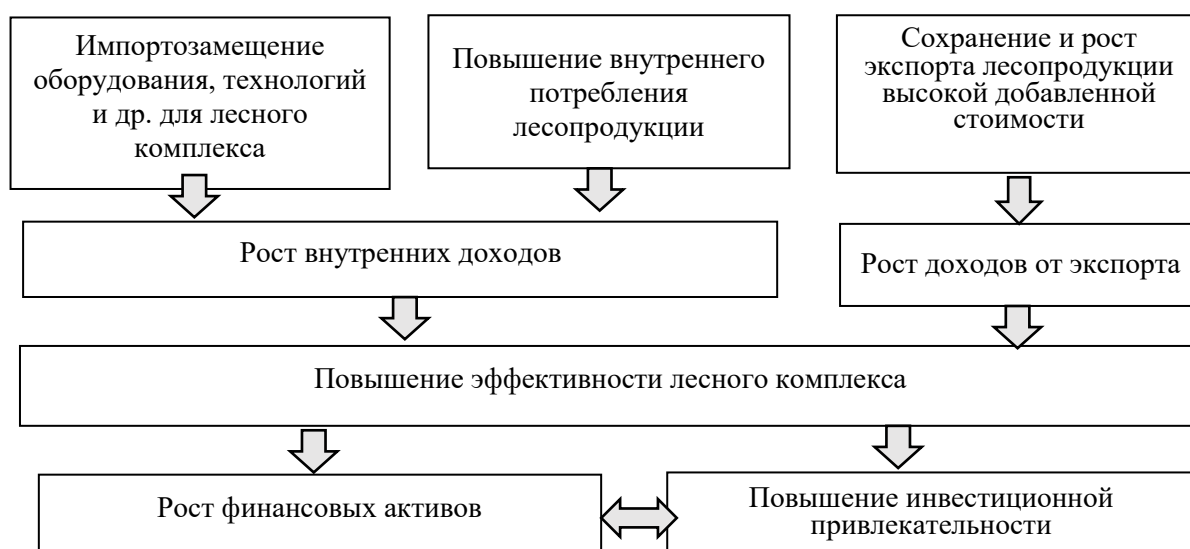 Импортозамещение
оборудования, технологий
и др. для лесного
комплекса
Повышение внутреннего
потребления
лесопродукции
Сохранение и рост
экспорта лесопродукции
высокой добавленной
стоимости
Рост внутренних доходов
Рост доходов от экспорта
Повышение эффективности лесного комплекса
Рост финансовых активов
Повышение инвестиционной
привлекательности